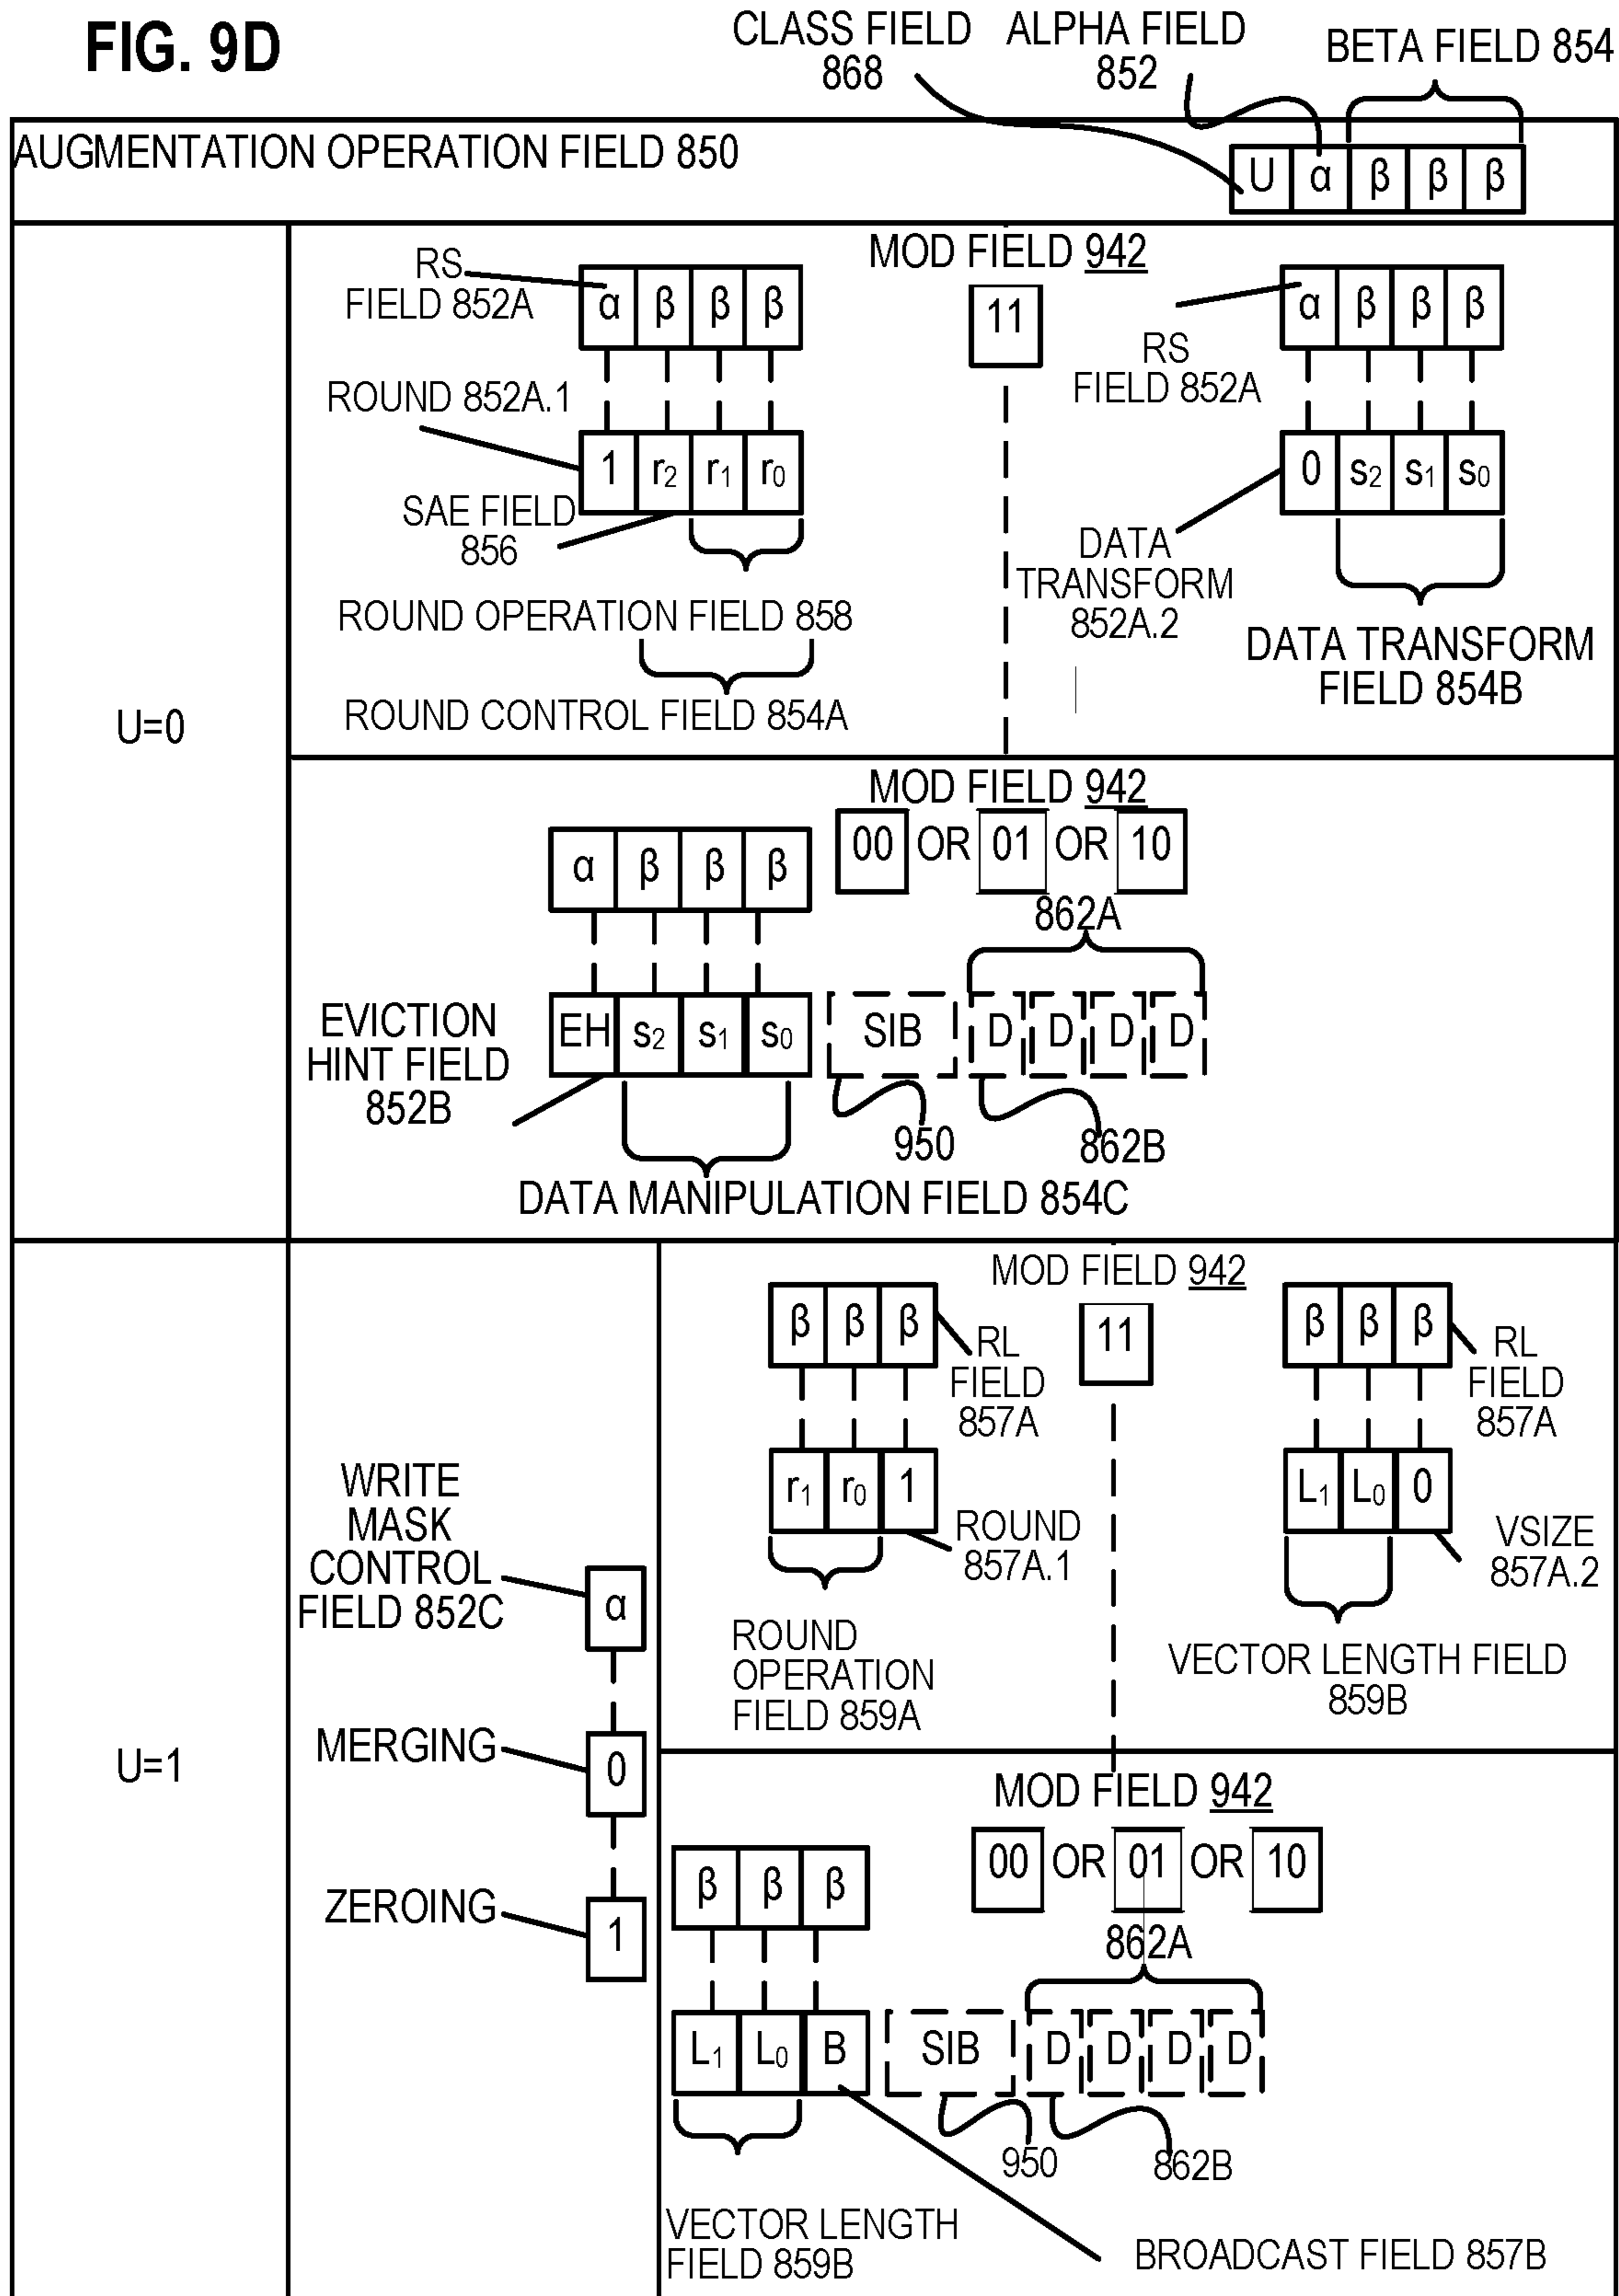 FIG. 9D
CLASS FIELD
868
ALPHA FIELD
852
BETA FIELD 854
AUGMENTATION OPERATION FIELD 850
U α β β β
U=0
MOD FIELD 942
11
RS
FIELD 852A
α β β β
ROUND 852A.1
1 r₂ r₁ r₀
SAE FIELD
856
ROUND OPERATION FIELD 858
ROUND CONTROL FIELD 854A
α β β β
RS
FIELD 852A
0 s₂ s₁ s₀
DATA
TRANSFORM
852A.2
DATA TRANSFORM
FIELD 854B
MOD FIELD 942
00 OR 01 OR 10
α β β β
862A
EVICTION
HINT FIELD
852B
EH s₂ s₁ s₀ SIB D D D D
950
862B
DATA MANIPULATION FIELD 854C
U=1
WRITE
MASK
CONTROL
FIELD 852C
α
MERGING
0
ZEROING
1
MOD FIELD 942
11
β β β
RL
FIELD
857A
r₁ r₀ 1
ROUND
857A.1
ROUND
OPERATION
FIELD 859A
β β β
RL
FIELD
857A
L₁ L₀ 0
VSIZE
857A.2
VECTOR LENGTH FIELD
859B
MOD FIELD 942
00 OR 01 OR 10
β β β
862A
L₁ L₀ B SIB D D D D
950
862B
VECTOR LENGTH
FIELD 859B
BROADCAST FIELD 857B